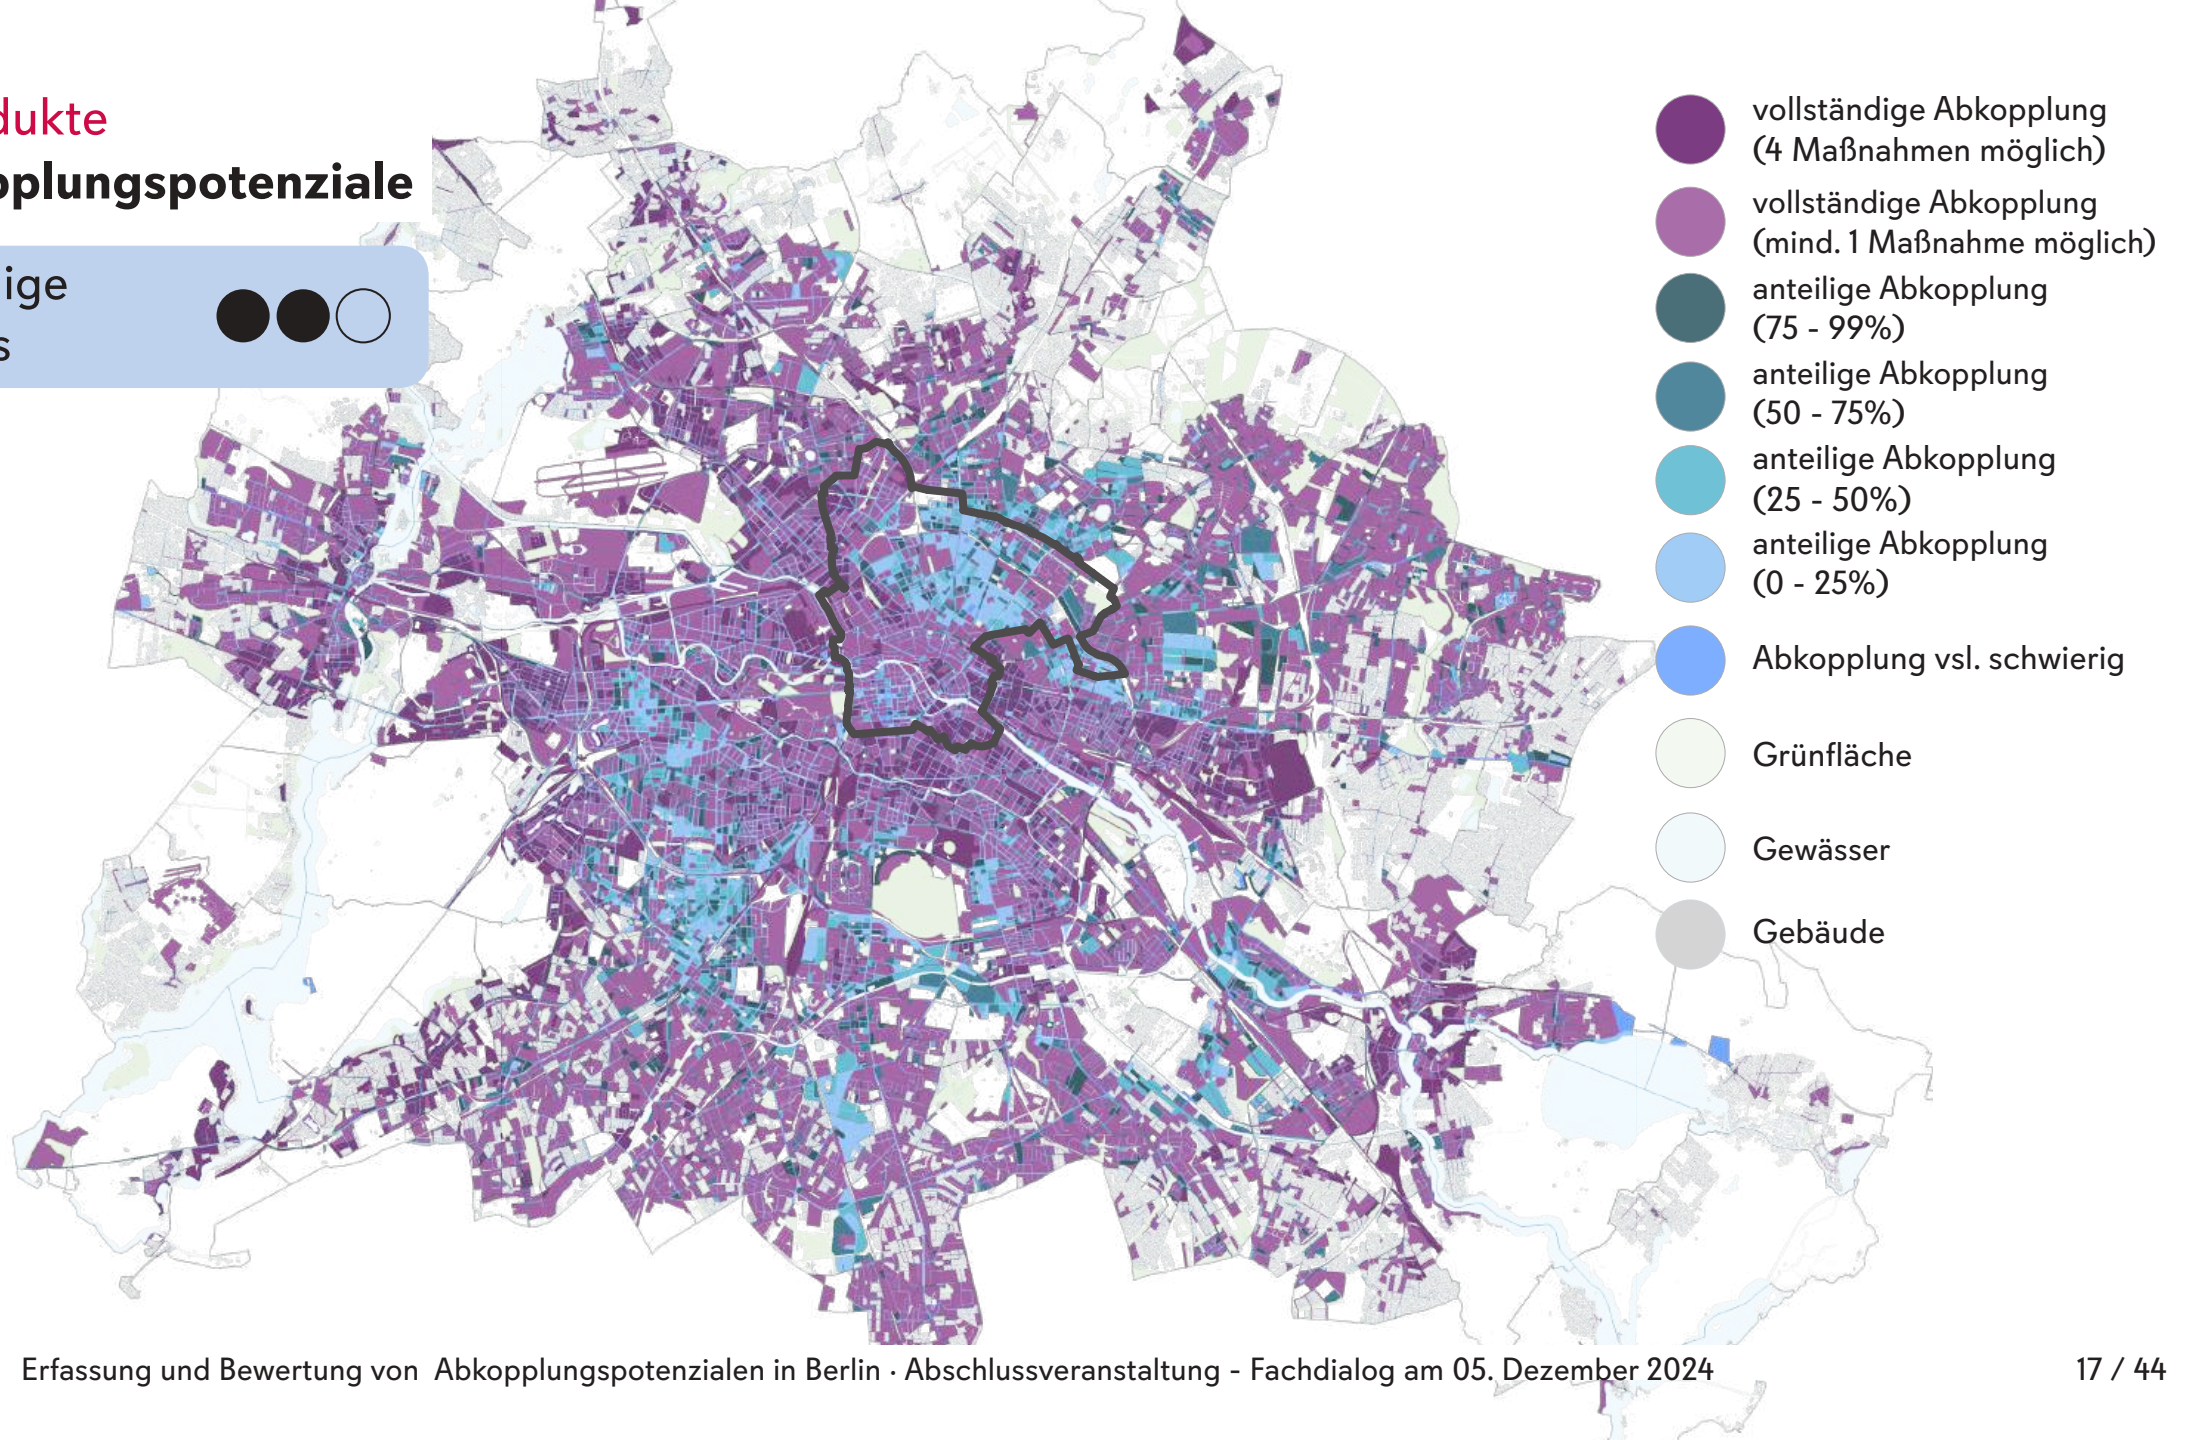 dukte
pplungspotenziale
ige
s
vollständige Abkopplung
(4 Maßnahmen möglich)
vollständige Abkopplung
(mind. 1 Maßnahme möglich)
anteilige Abkopplung
(75 - 99%)
anteilige Abkopplung
(50 - 75%)
anteilige Abkopplung
(25 - 50%)
anteilige Abkopplung
(0 - 25%)
Abkopplung vsl. schwierig
Grünfläche
Gewässer
Gebäude
Erfassung und Bewertung von Abkopplungspotenzialen in Berlin · Abschlussveranstaltung - Fachdialog am 05. Dezember 2024
17 / 44